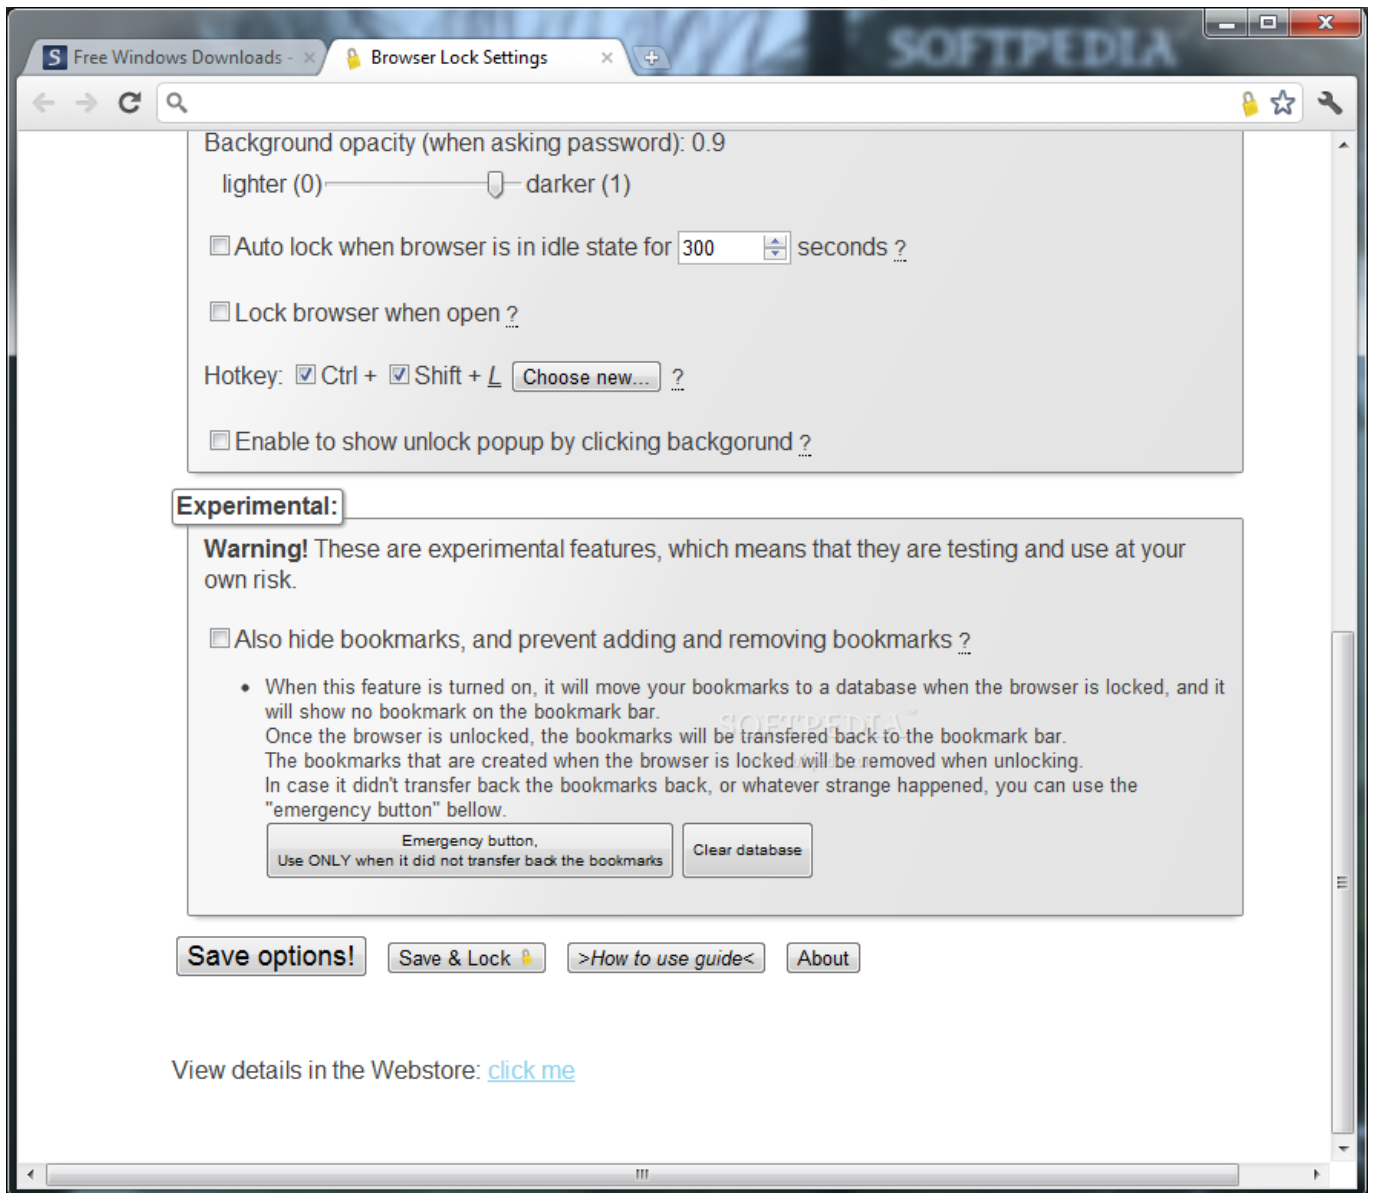 SOFTPEDIA
Free Windows Downloads -
Browser Lock Settings
Background opacity (when asking password): 0.9
lighter (0) darker (1)
Auto lock when browser is in idle state for 300 seconds ?
Lock browser when open ?
Hotkey: Ctrl + Shift + L Choose new... ?
Enable to show unlock popup by clicking backgorund ?
Experimental:
Warning! These are experimental features, which means that they are testing and use at your
own risk.
Also hide bookmarks, and prevent adding and removing bookmarks ?
• When this feature is turned on, it will move your bookmarks to a database when the browser is locked, and it
will show no bookmark on the bookmark bar.
SOFTPEDIA™
Once the browser is unlocked, the bookmarks will be transfered back to the bookmark bar.
The bookmarks that are created when the browser is locked will be removed when unlocking.
In case it didn't transfer back the bookmarks back, or whatever strange happened, you can use the
"emergency button" bellow.
Emergency button,
Use ONLY when it did not transfer back the bookmarks
Clear database
Save options! Save & Lock >How to use guide< About
View details in the Webstore: click me